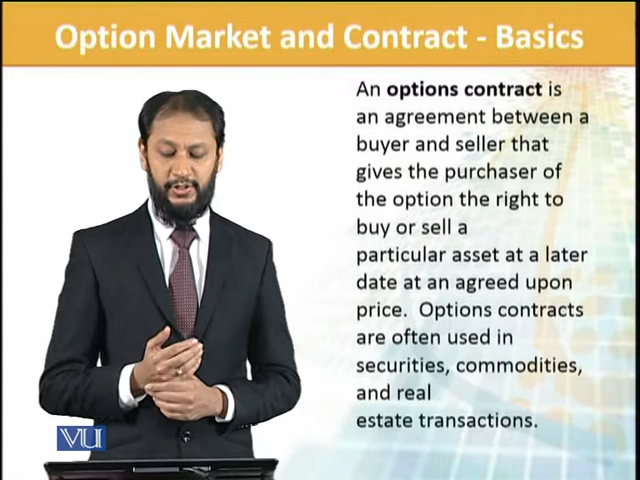 Option Market and Contract - Basics
An options contract is
an agreement between a
buyer and seller that
gives the purchaser of
the option the right to
buy or sell a
particular asset at a later
date at an agreed upon
price.  Options contracts
are often used in
securities, commodities,
and real
estate transactions.
VU